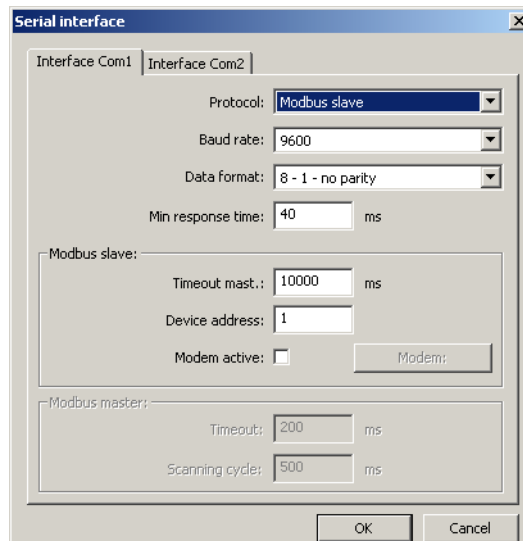 Serial interface
Interface Com1 Interface Com2
Protocol: Modbus slave
Baud rate: 9600
Data format: 8 - 1 - no parity
Min response time: 40 ms
Modbus slave:
Timeout mast.: 10000 ms
Device address: 1
Modem active: Modem:
Modbus master:
Timeout: 200 ms
Scanning cycle: 500 ms
OK Cancel